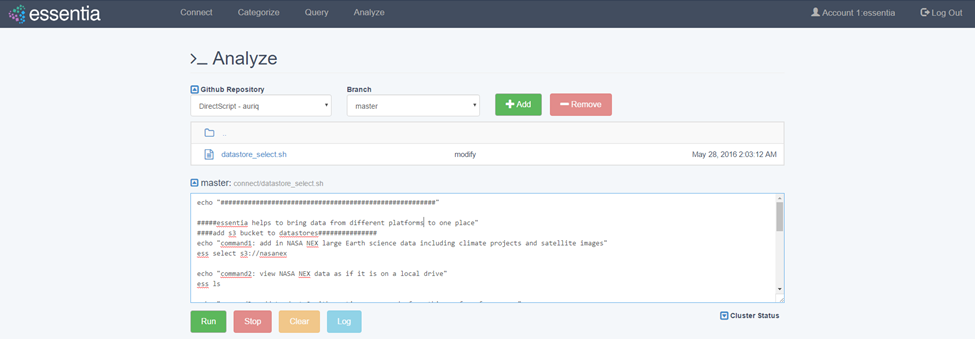 essentia Connect Categorize Query Analyze Account 1:essentia Log Out
>_ Analyze
Github Repository Branch
DirectScript - auriq master Add Remove
..
datastore_select.sh modify May 28, 2016 2:03:12 AM
master: connect/datastore_select.sh
echo "#######################################################"
#####essentia helps to bring data from different platforms to one place"
####add s3 bucket to datastores###############
echo "command1: add in NASA NEX large Earth science data including climate projects and satellite images"
ess select s3://nasanex
echo "command2: view NASA NEX data as if it is on a local drive"
ess ls
Run Stop Clear Log Cluster Status